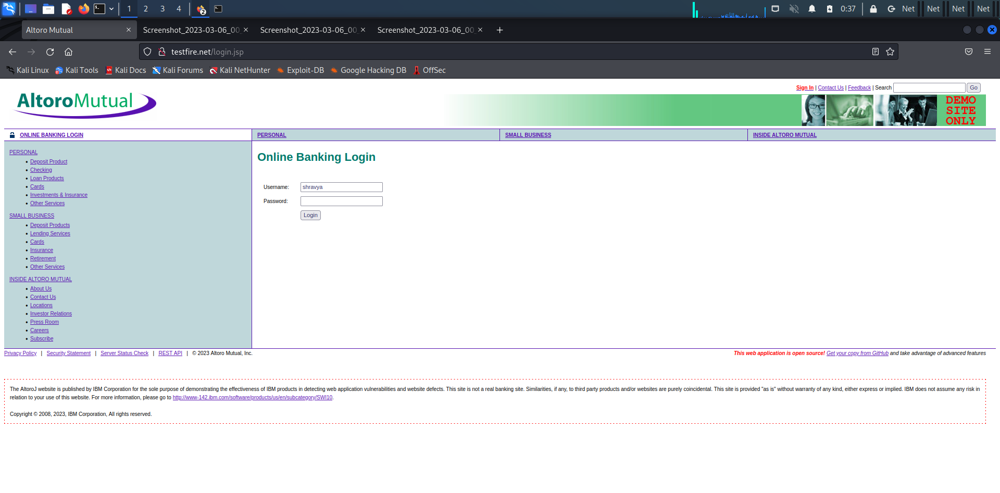 1 2 3 4 2 0:37 Net Net Net Net
Altoro Mutual Screenshot_2023-03-06_00 Screenshot_2023-03-06_00 Screenshot_2023-03-06_00
testfire.net/login.jsp
Kali Linux Kali Tools Kali Docs Kali Forums Kali NetHunter Exploit-DB Google Hacking DB OffSec
Sign In | Contact Us | Feedback | Search Go
AltoroMutual
DEMO
SITE
ONLY
ONLINE BANKING LOGIN PERSONAL SMALL BUSINESS INSIDE ALTORO MUTUAL
PERSONAL
Deposit Product
Checking
Loan Products
Cards
Investments & Insurance
Other Services
SMALL BUSINESS
Deposit Products
Lending Services
Cards
Insurance
Retirement
Other Services
INSIDE ALTORO MUTUAL
About Us
Contact Us
Locations
Investor Relations
Press Room
Careers
Subscribe
Online Banking Login
Username: shravya
Password:
Login
Privacy Policy | Security Statement | Server Status Check | REST API | © 2023 Altoro Mutual, Inc.
This web application is open source! Get your copy from GitHub and take advantage of advanced features
The AltoroJ website is published by IBM Corporation for the sole purpose of demonstrating the effectiveness of IBM products in detecting web application vulnerabilities and website defects. This site is not a real banking site. Similarities, if any, to third party products and/or websites are purely coincidental. This site is provided "as is" without warranty of any kind, either express or implied. IBM does not assume any risk in
relation to your use of this website. For more information, please go to http://www-142.ibm.com/software/products/us/en/subcategory/SWI10.
Copyright © 2008, 2023, IBM Corporation, All rights reserved.